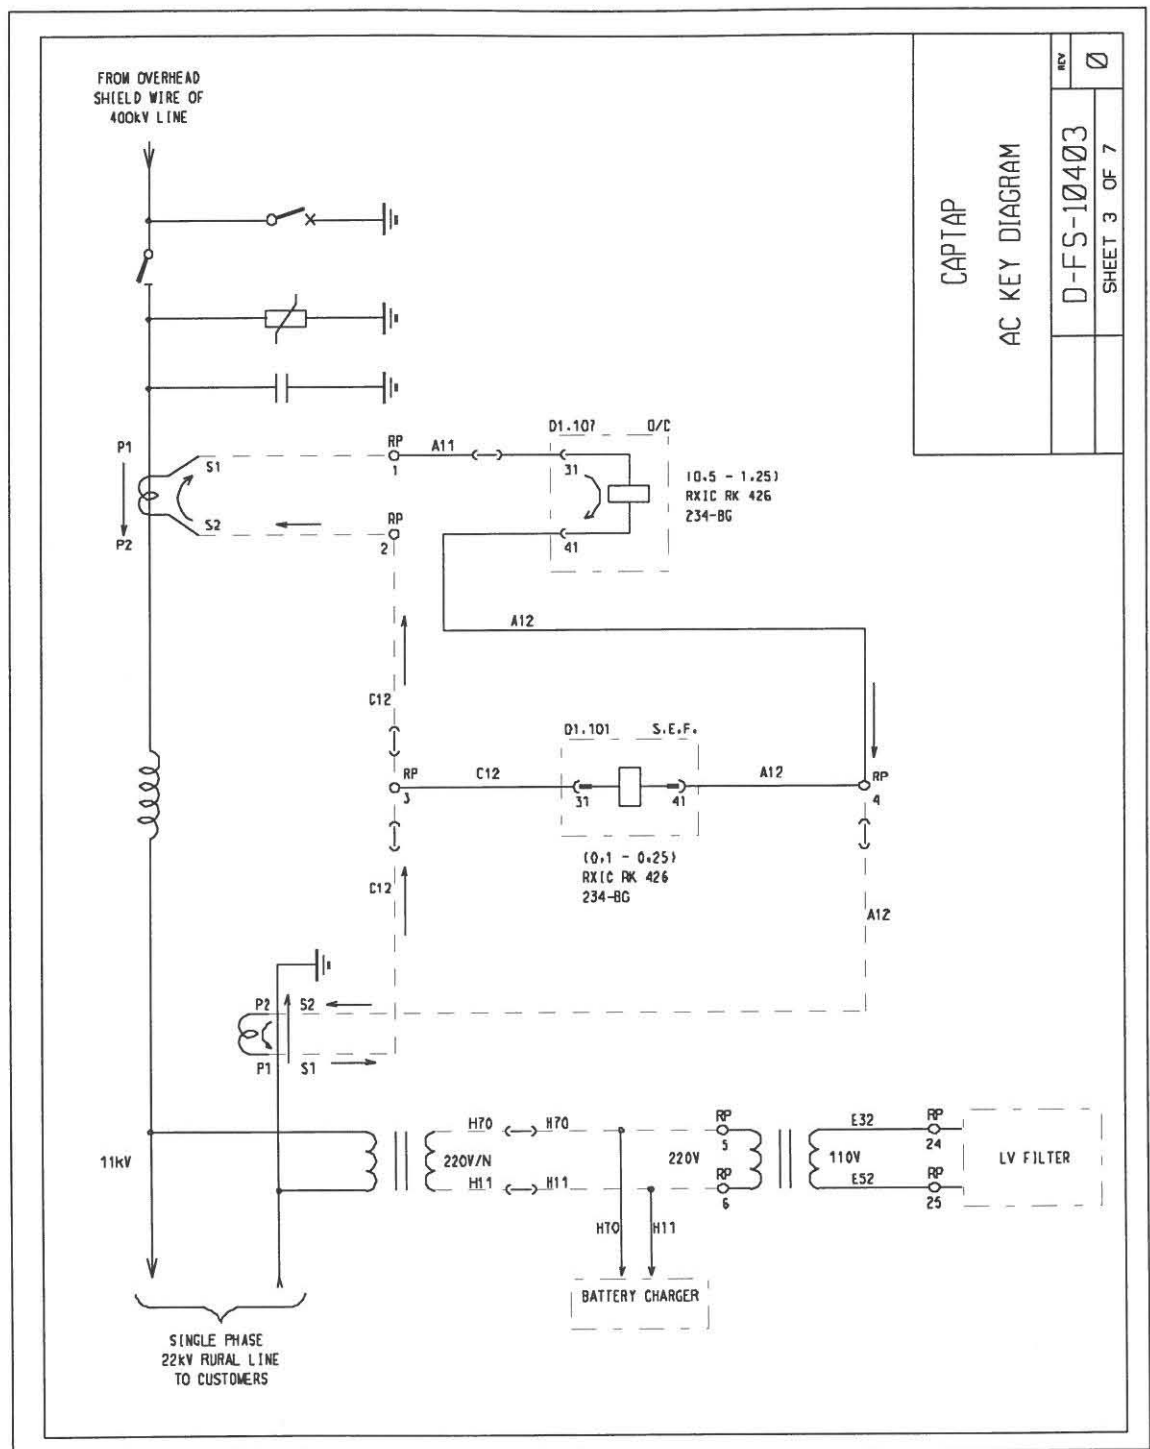 FROM OVERHEAD
SHIELD WIRE OF
400kV LINE
CAPTAP
AC KEY DIAGRAM
REV
0
D-FS-10403
SHEET 3 OF 7
P1
P2
S1
S2
RP
1
A11
RP
2
D1.107 O/C
31
41
(0.5 - 1.25)
RXIC RK 426
234-BG
A12
C12
D1.101 S.E.F.
RP
3
C12
31
41
A12
RP
4
(0.1 - 0.25)
RXIC RK 426
234-BG
C12
A12
P2
S2
P1
S1
11kV
H70
H70
220V/N
H11
H11
RP
5
220V
RP
6
110V
E32
RP
24
E52
RP
25
LV FILTER
H70
H11
BATTERY CHARGER
SINGLE PHASE
22kV RURAL LINE
TO CUSTOMERS